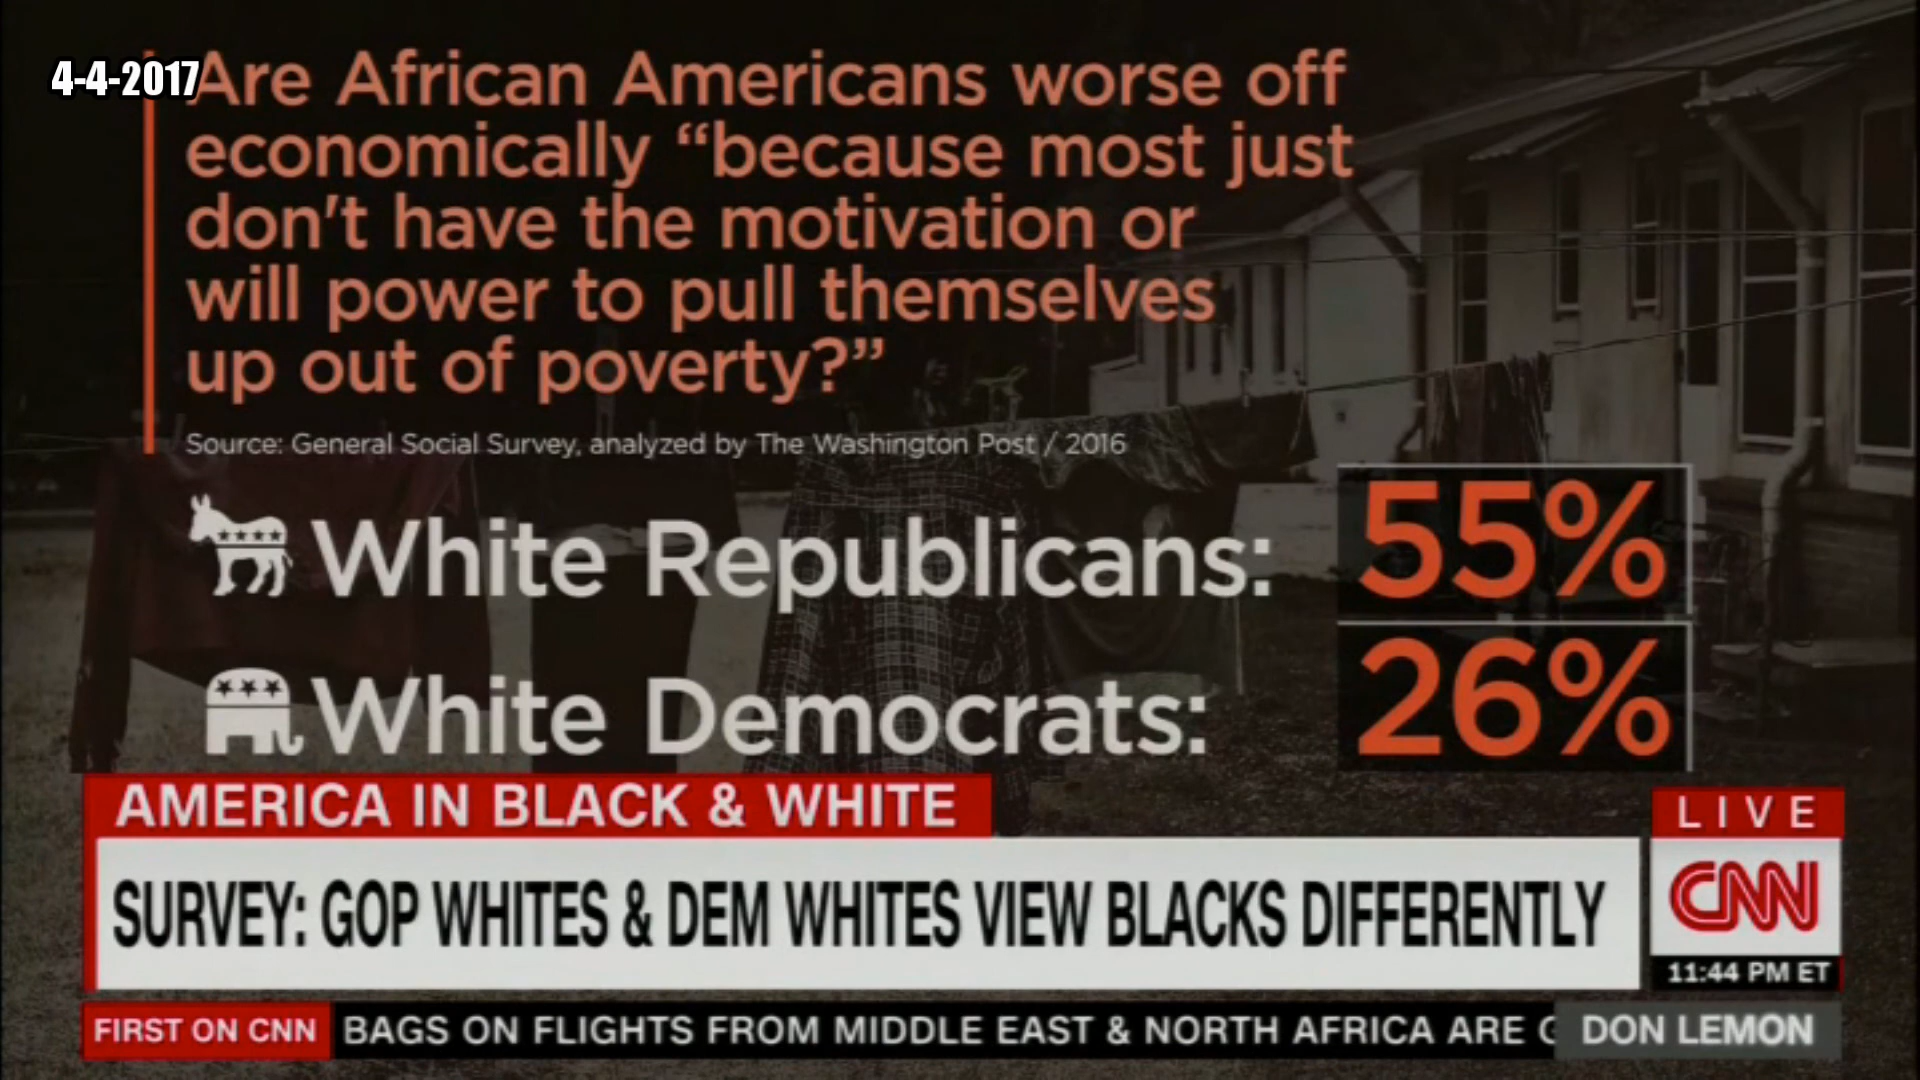 4-4-2017
Are African Americans worse off
economically “because most just
don't have the motivation or
will power to pull themselves
up out of poverty?”
Source: General Social Survey, analyzed by The Washington Post / 2016
White Republicans: 55%
White Democrats: 26%
AMERICA IN BLACK & WHITE
SURVEY: GOP WHITES & DEM WHITES VIEW BLACKS DIFFERENTLY
LIVE
CNN
11:44 PM ET
FIRST ON CNN BAGS ON FLIGHTS FROM MIDDLE EAST & NORTH AFRICA ARE DON LEMON